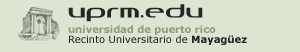 uprm.edu
universidad de puerto rico
Recinto Universitario de Mayagüez